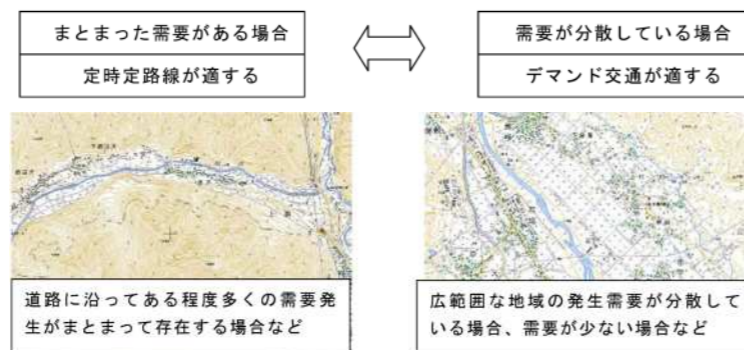 まとまった需要がある場合
定時定路線が適する
需要が分散している場合
デマンド交通が適する
道路に沿ってある程度多くの需要発
生がまとまって存在する場合など
広範囲な地域の発生需要が分散して
いる場合、需要が少ない場合など